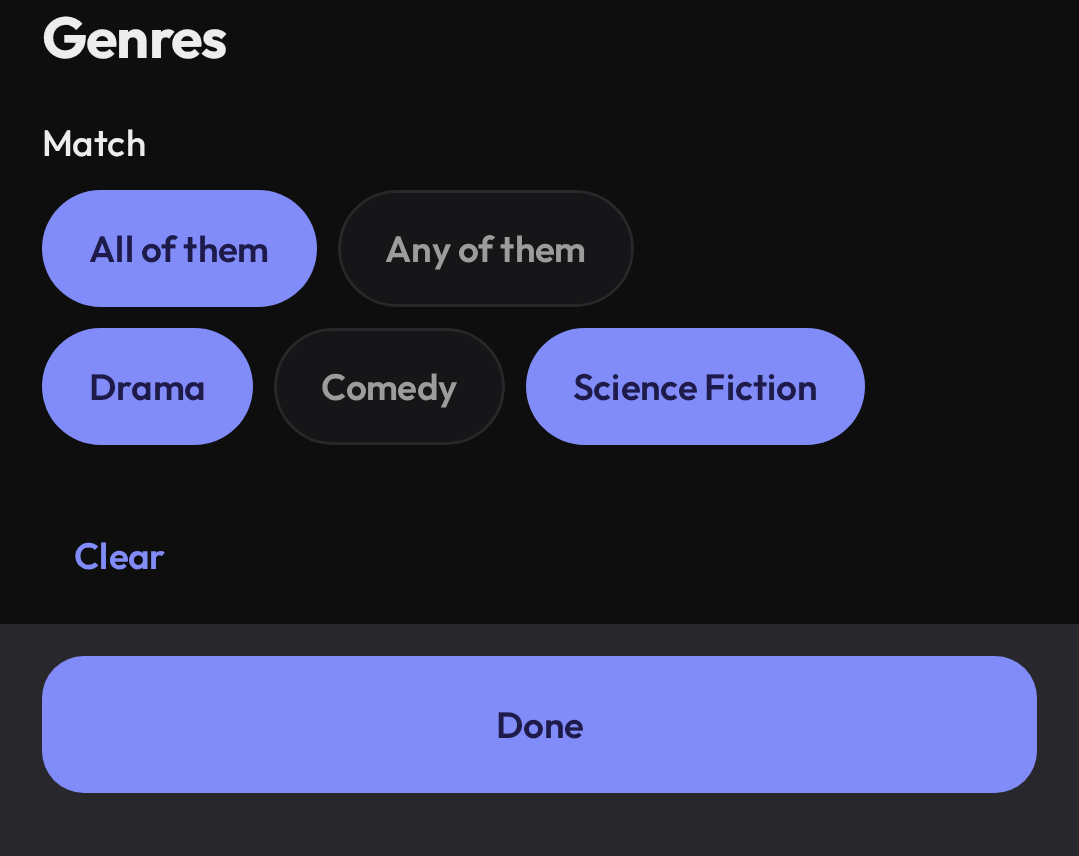 Genres
Match
All of them Any of them
Drama Comedy Science Fiction
Clear
Done